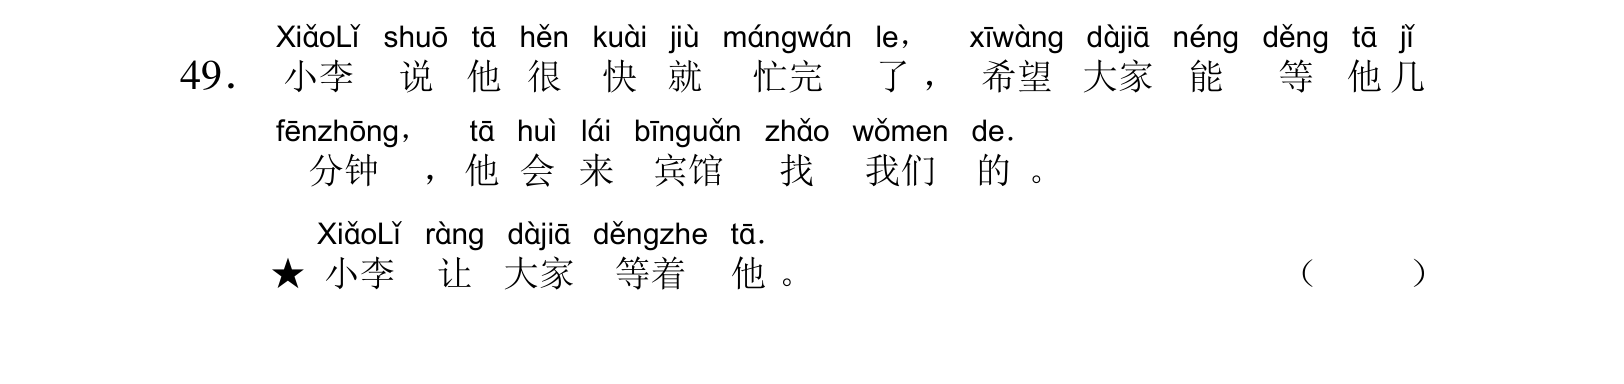 XiǎoLǐ shuō tā hěn kuài jiù mángwán le, xīwàng dàjiā néng děng tā jǐ
49. 小李 说 他 很 快 就 忙完 了，希望 大家 能 等 他 几
fēnzhōng, tā huì lái bīnguǎn zhǎo wǒmen de.
分钟 ，他 会 来 宾馆 找 我们 的 。
XiǎoLǐ ràng dàjiā děngzhe tā.
★ 小李 让 大家 等着 他 。 （ ）